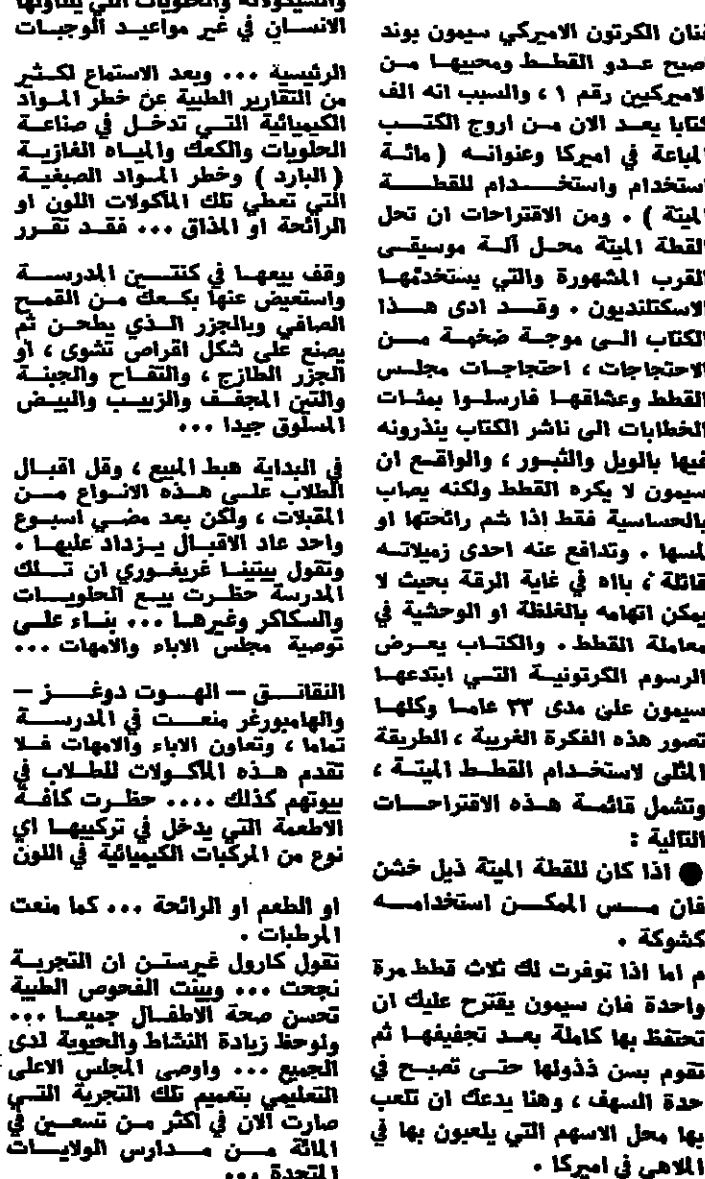 فنان الكرتون الاميركي سيمون بوند
اصبح عدو القطط ومحبيها من
الاميركيين رقم ١ ، والسبب انه الف
كتابا يعد الان من اروج الكتب
المباعة في اميركا وعنوانه ( مائة
استخدام واستخدام للقطة
الميتة ) . ومن الاقتراحات ان تحل
القطة الميتة محل آلة موسيقى
القرب المشهورة والتي يستخدمها
الاسكتلنديون . وقد ادى هذا
الكتاب الى موجة ضخمة من
الاحتجاجات ، احتجاجات مجلس
القطط وعشاقها فارسلوا بمئات
الخطابات الى ناشر الكتاب ينذرونه
فيها بالويل والثبور ، والواقع ان
سيمون لا يكره القطط ولكنه يصاب
بالحساسية فقط اذا شم رائحتها او
لمسها . وتدافع عنه احدى زميلاته
قائلة ، بااه في غاية الرقة بحيث لا
يمكن اتهامه بالغلظة او الوحشية في
معاملة القطط . والكتاب يعرض
الرسوم الكرتونية التي ابتدعها
سيمون على مدى ٣٣ عاما وكلها
تصور هذه الفكرة الغريبة ، الطريقة
المثلى لاستخدام القطط الميتة ،
وتشمل قائمة هذه الاقتراحات
التالية :
● اذا كان للقطة الميتة ذيل خشن
فان مس الممكن استخدامه
كشوكة .
م اما اذا توفرت لك ثلاث قطط مرة
واحدة فان سيمون يقترح عليك ان
تحتفظ بها كاملة بعد تجفيفها ثم
تقوم بسن ذذولها حتى تصبح في
حدة السهف ، وهنا يدعك ان تلعب
بها محل الاسهم التي يلعبون بها في
الملاهي في اميركا .
والشيكولاته والحلويات التي يتناولها
الانسان في غير مواعيد الوجبات
الرئيسية ... وبعد الاستماع لكثير
من التقارير الطبية عن خطر المواد
الكيميائية التي تدخل في صناعة
الحلويات والكعك والمياه الغازية
( البارد ) وخطر المواد الصبغية
التي تعطي تلك المأكولات اللون او
الرائحة او المذاق ... فقد تقرر
وقف بيعها في كنتين المدرسة
واستعيض عنها بكعك من القمح
الصافي وبالجزر الذي يطحن ثم
يصنع على شكل اقراص تشوى ، أو
الجزر الطازج ، والتفاح والجبنة
والتين المجفف والزبيب والبيض
المسلوق جيدا ...
في البداية هبط المبيع ، وقل اقبال
الطلاب على هذه الانواع من
المقبلات ، ولكن بعد مضي اسبوع
واحد عاد الاقبال يزداد عليها .
وتقول بيتينا غريغوري ان تلك
المدرسة حظرت بيع الحلويات
والسكاكر وغيرها ... بناء على
توصية مجلس الاباء والامهات ...
النقانق – الهوت دوغز –
والهامبورغر منعت في المدرسة
تماما ، وتعاون الاباء والامهات فلا
تقدم هذه المأكولات للطلاب في
بيوتهم كذلك .... حظرت كافة
الاطعمة التي يدخل في تركيبها اي
نوع من المركبات الكيميائية في اللون
او الطعم او الرائحة ... كما منعت
المرطبات .
تقول كارول غيرستن ان التجربة
نجحت ... وبينت الفحوص الطبية
تحسن صحة الاطفال جميعا ...
ولوحظ زيادة النشاط والحيوية لدى
الجميع ... واوصى المجلس الاعلى
التعليمي بتعميم تلك التجربة التي
صارت الان في اكثر من تسعين في
المائة من مدارس الولايات
المتحدة ...